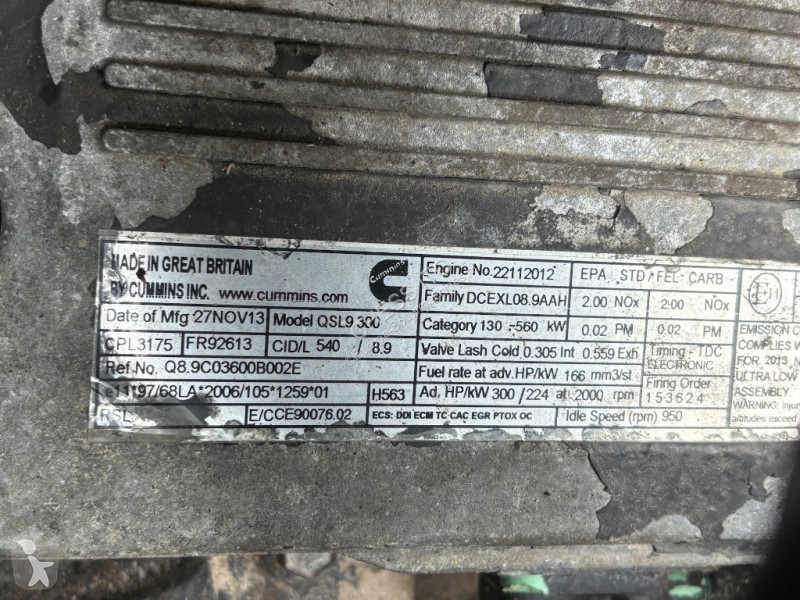 MADE IN GREAT BRITAIN
BY CUMMINS INC. www.cummins.com
Cummins
Engine No.22112012
EPA STD/FEL CARB
Date of Mfg 27NOV13
Model QSL9 300
Family DCEXL08.9AAH
2.00 NOx
2.00 NOx
CPL3175
FR92613
CID/L 540 / 8.9
Category 130 -560 kW
0.02 PM
0.02 PM
EMISSION
COMPLIES
FOR 2013
ULTRA LOW
ASSEMBLY.
WARNING: Injury
altitudes exceed
Ref No. Q8.9C03600B002E
Valve Lash Cold 0.305 Int 0.559 Exh
Timing - TDC
ELECTRONIC
e11*97/68LA*2006/105*1259*01
H563
Fuel rate at adv.HP/kW 166 mm3/st
Firing Order
1 5 3 6 2 4
Ad. HP/kW 300 / 224 at 2000 rpm
RSL
E/CCE90076.02
ECS: DDI ECM TC CAC EGR PTOX OC
Idle Speed (rpm) 950